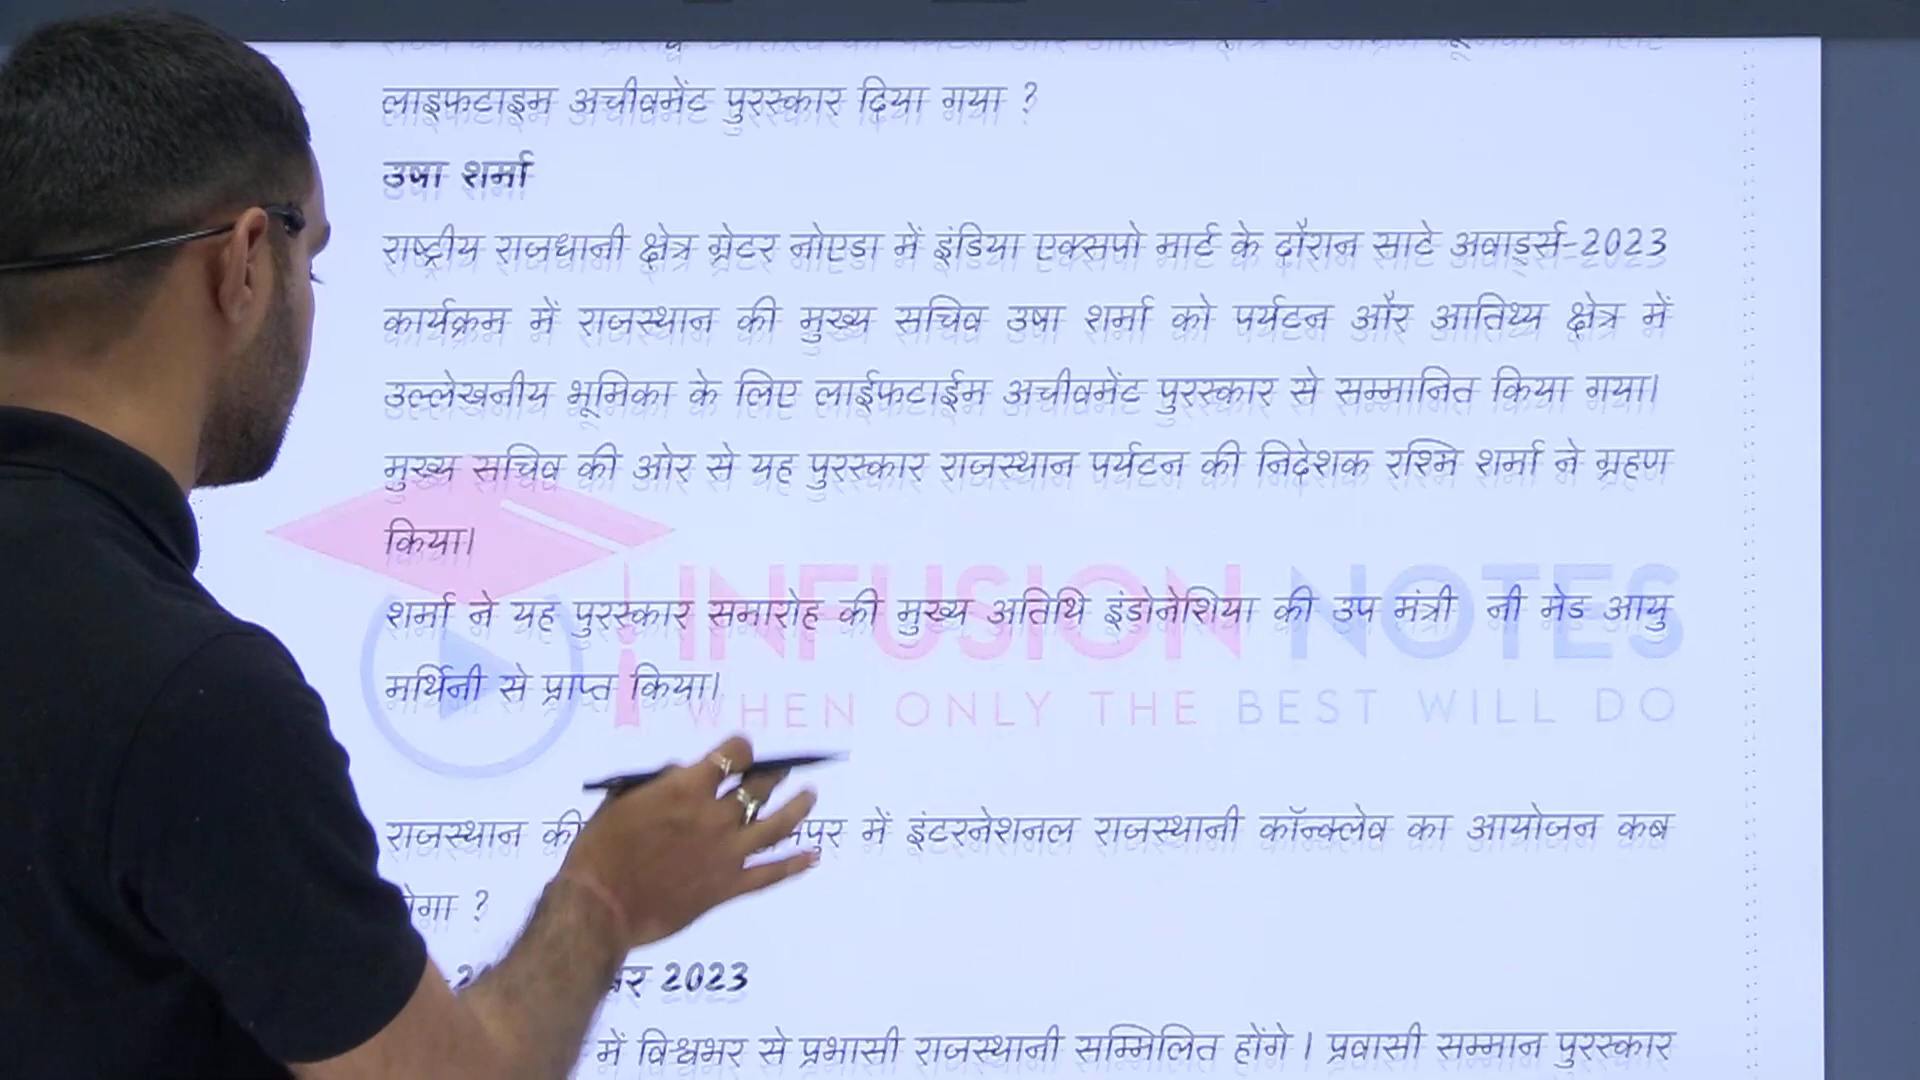 लाइफटाइम अचीवमेंट पुरस्कार दिया गया ?
उषा शर्मा
राष्ट्रीय राजधानी क्षेत्र ग्रेटर नोएडा में इंडिया एक्सपो मार्ट के दौरान साटे अवार्ड्स-2023
कार्यक्रम में राजस्थान की मुख्य सचिव उषा शर्मा को पर्यटन और आतिथ्य क्षेत्र में
उल्लेखनीय भूमिका के लिए लाईफटाईम अचीवमेंट पुरस्कार से सम्मानित किया गया।
मुख्य सचिव की ओर से यह पुरस्कार राजस्थान पर्यटन की निदेशक रश्मि शर्मा ने ग्रहण
किया।
शर्मा ने यह पुरस्कार समारोह की मुख्य अतिथि इंडोनेशिया की उप मंत्री नी मेड आयु
मर्थिनी से प्राप्त किया।
INFUSION NOTES
WHEN ONLY THE BEST WILL DO
राजस्थान की में इंटरनेशनल राजस्थानी कॉन्क्लेव का आयोजन कब
?
2023
में विश्वभर से प्रभासी राजस्थानी सम्मिलित होंगे । प्रवासी सम्मान पुरस्कार